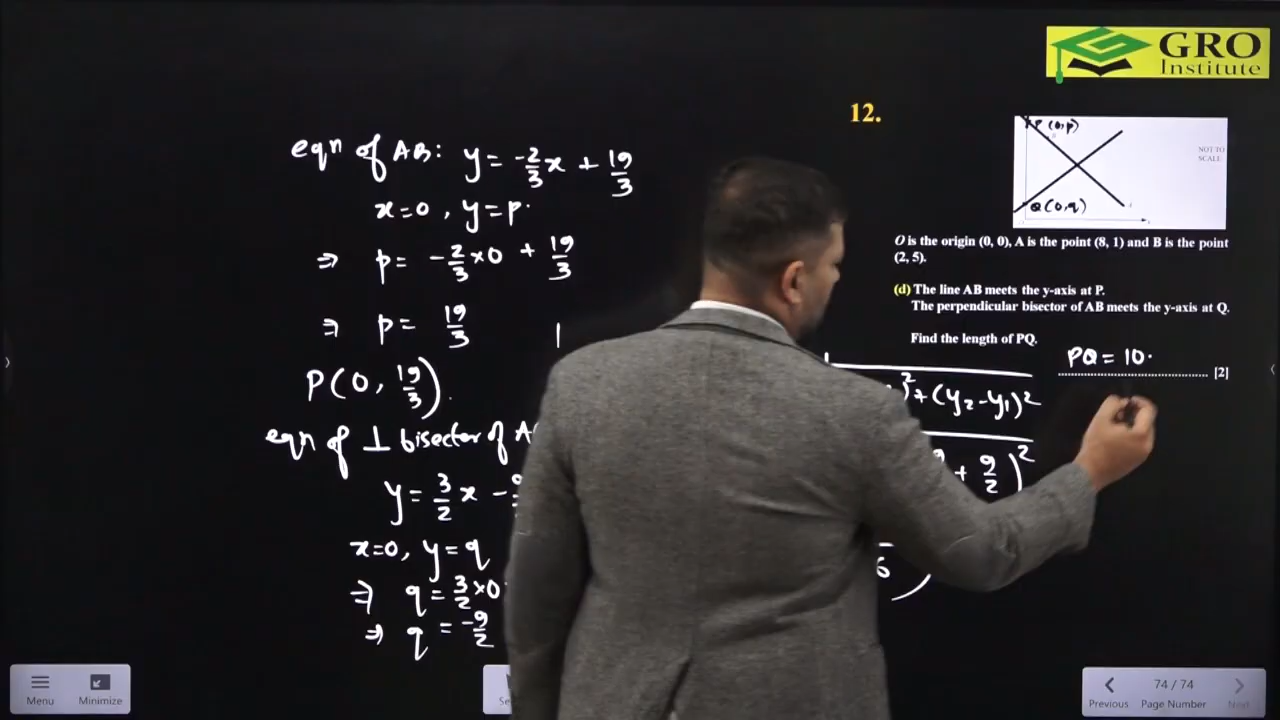 GRO
Institute
12.
P (0,p)
Q (0,q)
NOT TO
SCALE
O is the origin (0, 0), A is the point (8, 1) and B is the point
(2, 5).
(d) The line AB meets the y-axis at P.
The perpendicular bisector of AB meets the y-axis at Q.
Find the length of PQ.
PQ = 10.
[2]
eqn of AB: y = -2/3 x + 19/3
x=0, y=p.
⇒ p = -2/3 ×0 + 19/3
⇒ p = 19/3
P(0, 19/3).
eqn of ⊥ bisector of A
y = 3/2 x -
x=0, y=q
⇒ q = 3/2 ×0
⇒ q = -9/2
)² + (y₂-y₁)²
+ 9/2 )²
6
Menu
Minimize
Previous
74 / 74
Page Number
Next